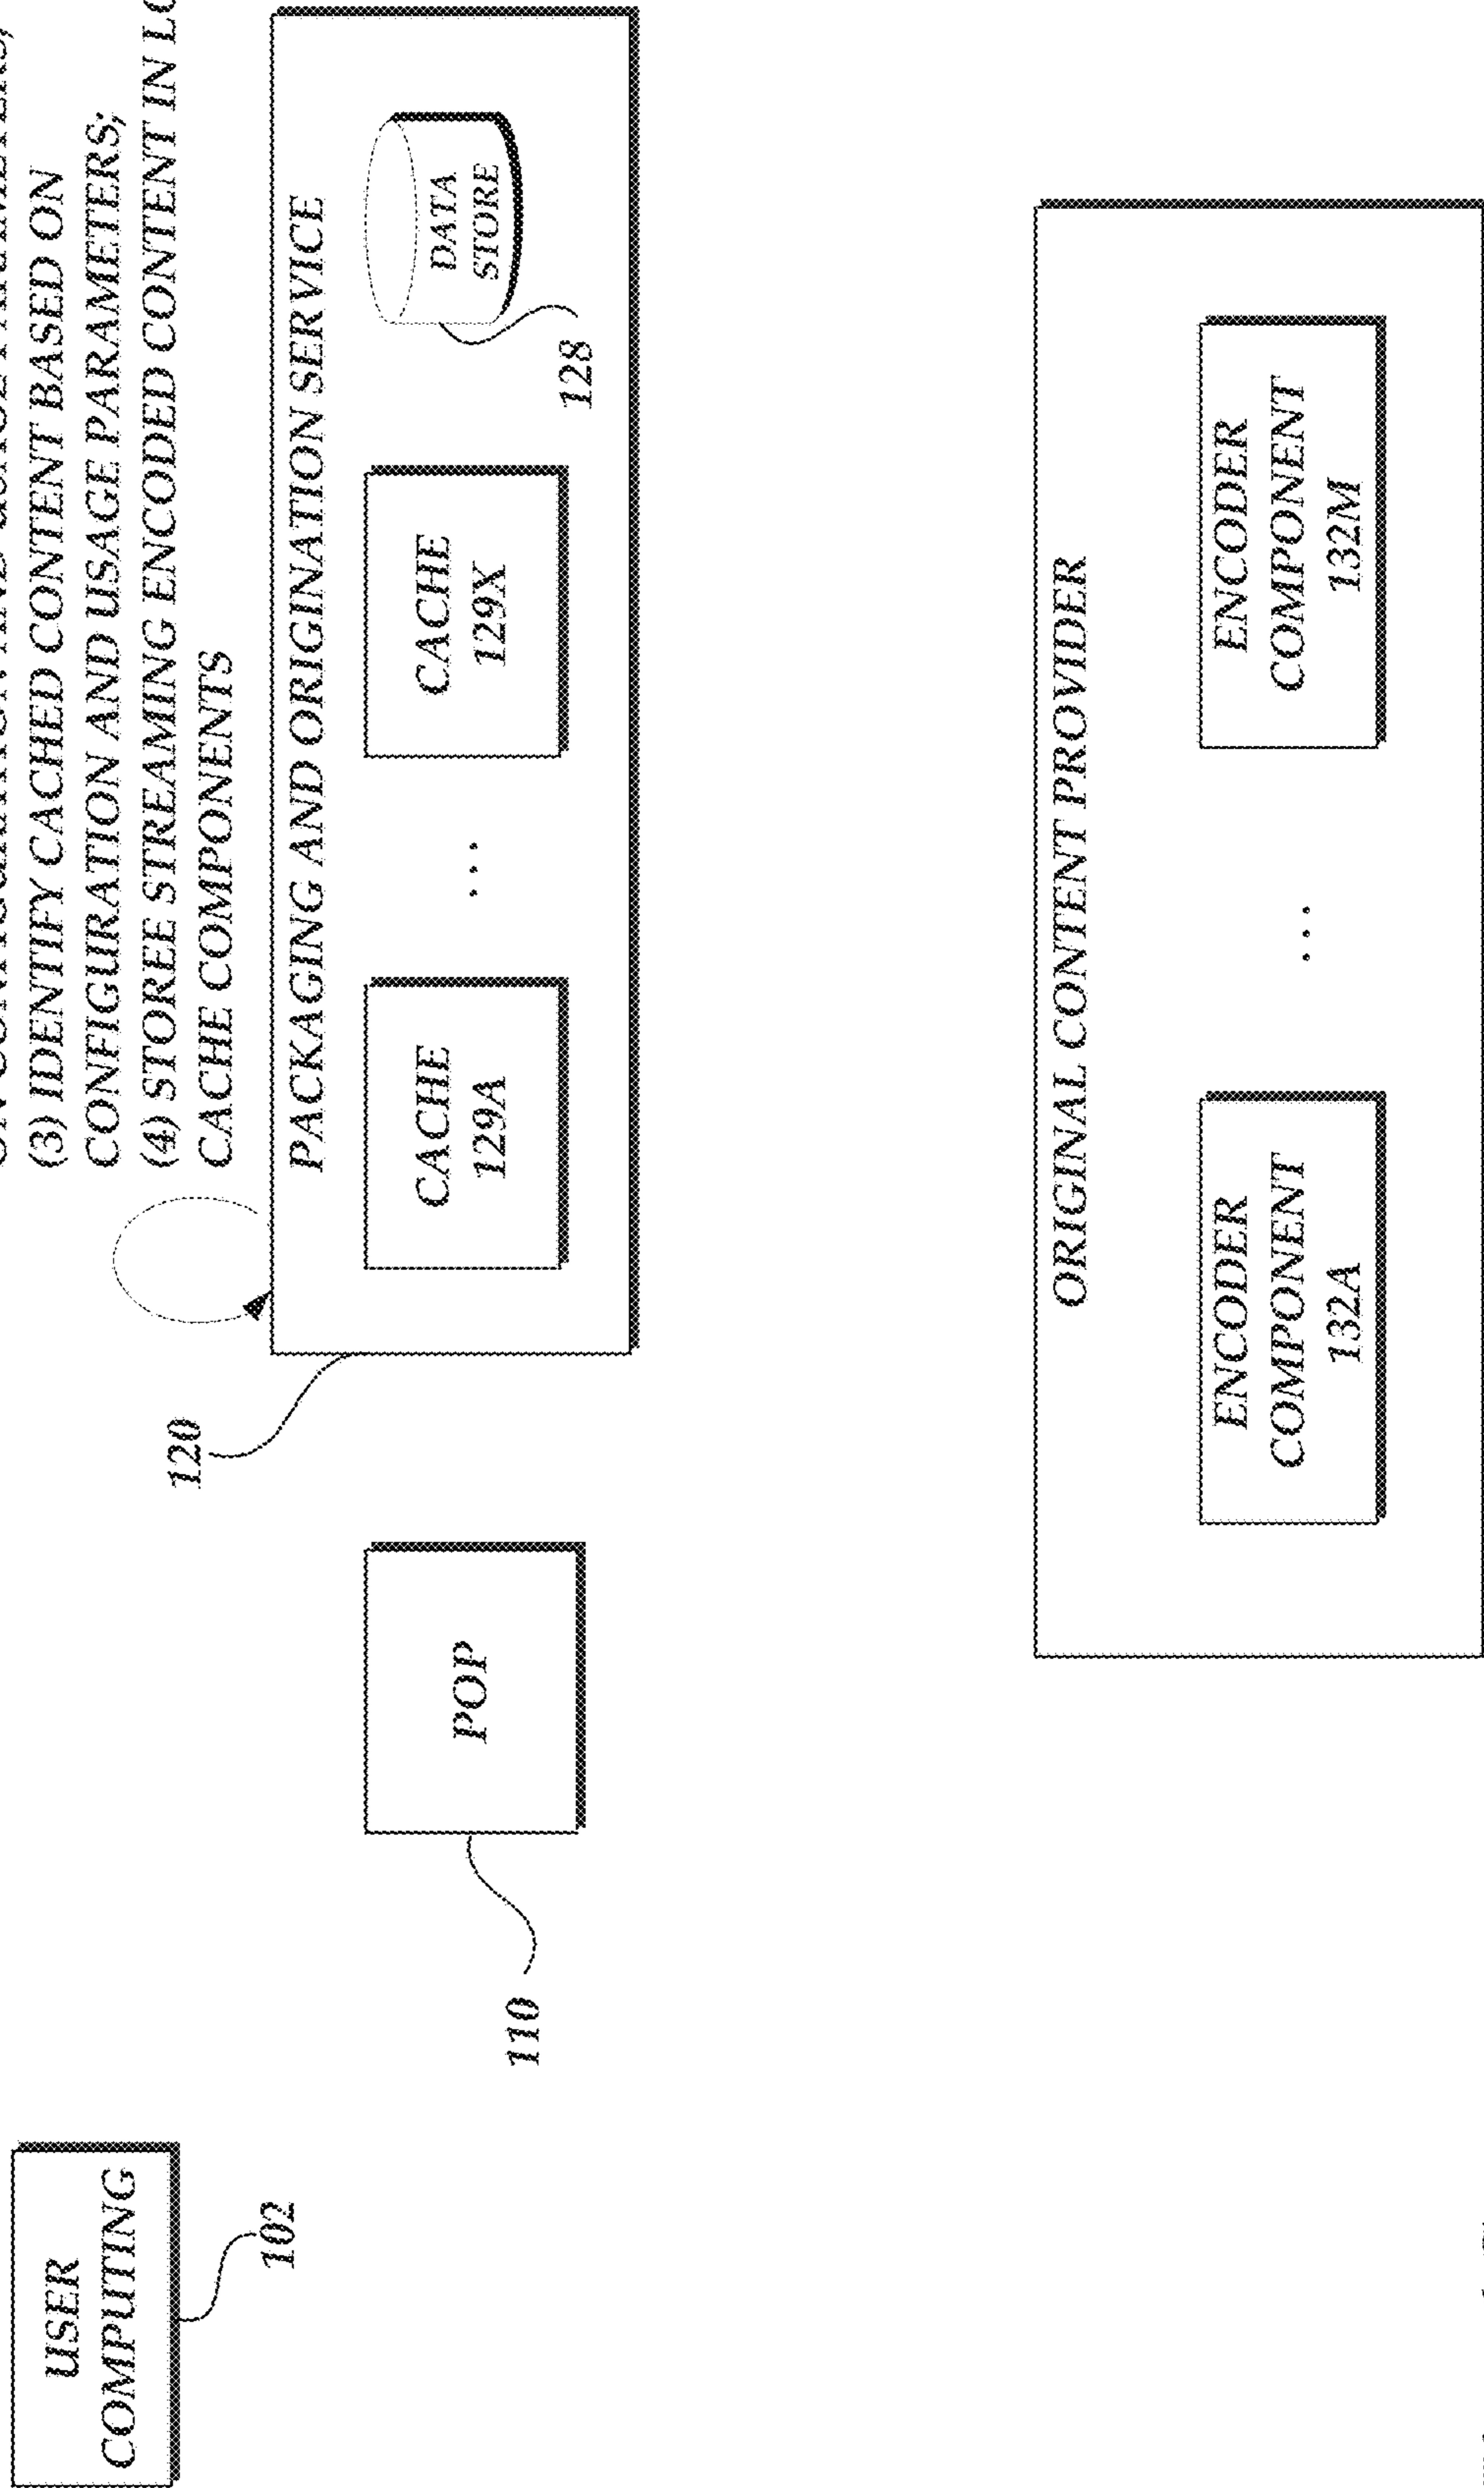 (3) IDENTIFY CACHED CONTENT BASED ON
CONFIGURATION AND USAGE PARAMETERS;
(4) STORE STREAMING ENCODED CONTENT IN
CACHE COMPONENTS
PACKAGING AND ORIGINATION SERVICE
CACHE
129A
...
CACHE
129X
DATA
STORE
128
120
POP
110
USER
COMPUTING
102
ORIGINAL CONTENT PROVIDER
ENCODER
COMPONENT
132A
...
ENCODER
COMPONENT
132M